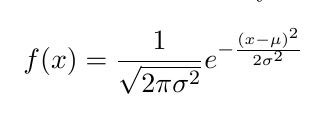 f(x) = \frac{1}{\sqrt{2\pi\sigma^2}} e^{-\frac{(x-\mu)^2}{2\sigma^2}}